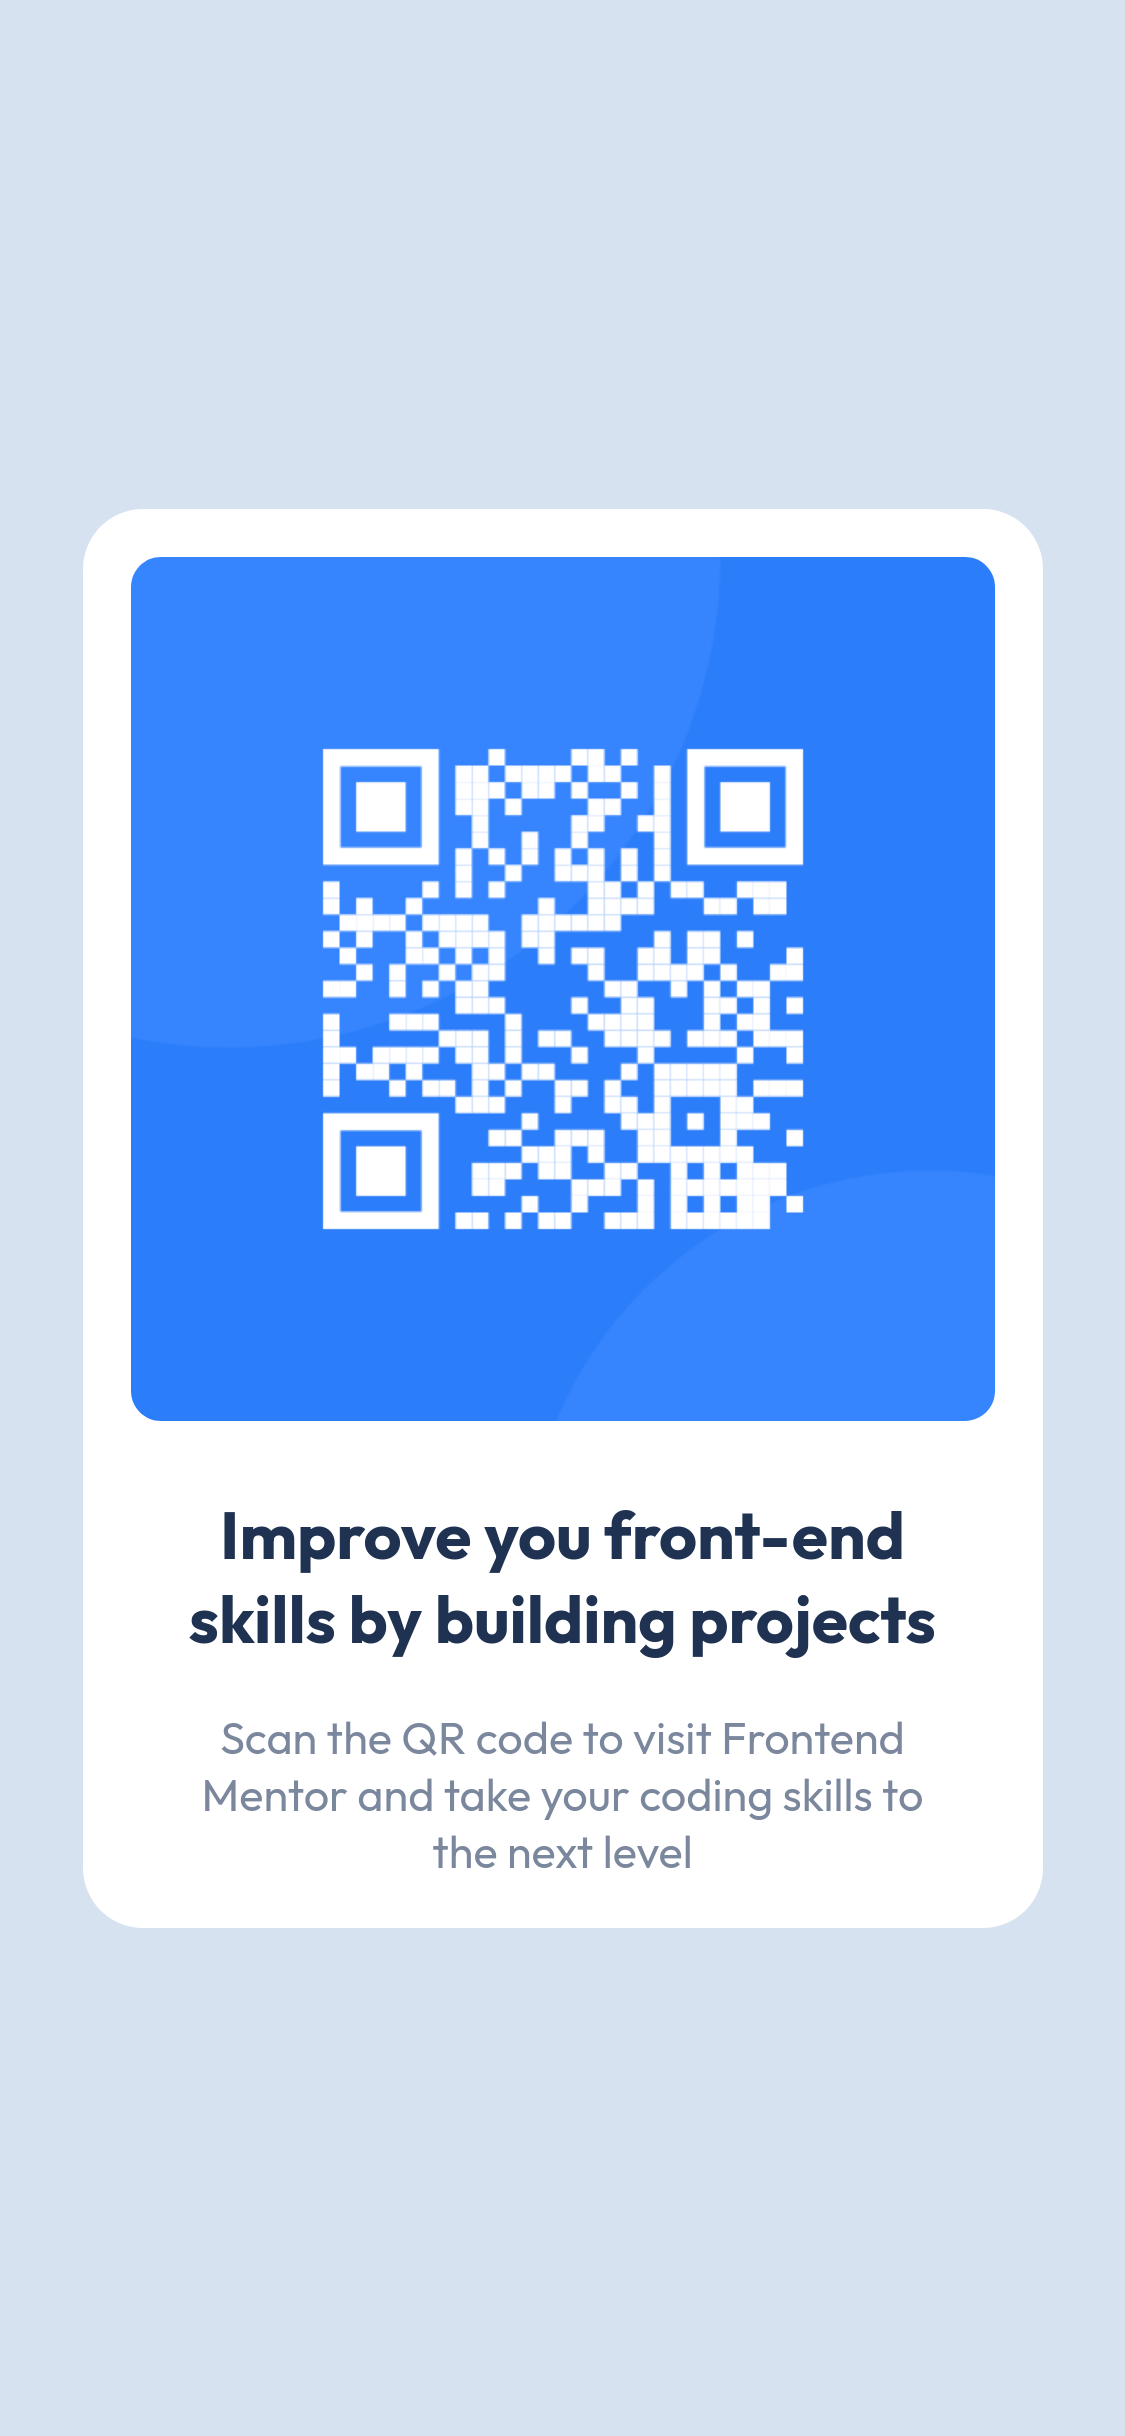 Improve you front-end
skills by building projects
Scan the QR code to visit Frontend
Mentor and take your coding skills to
the next level